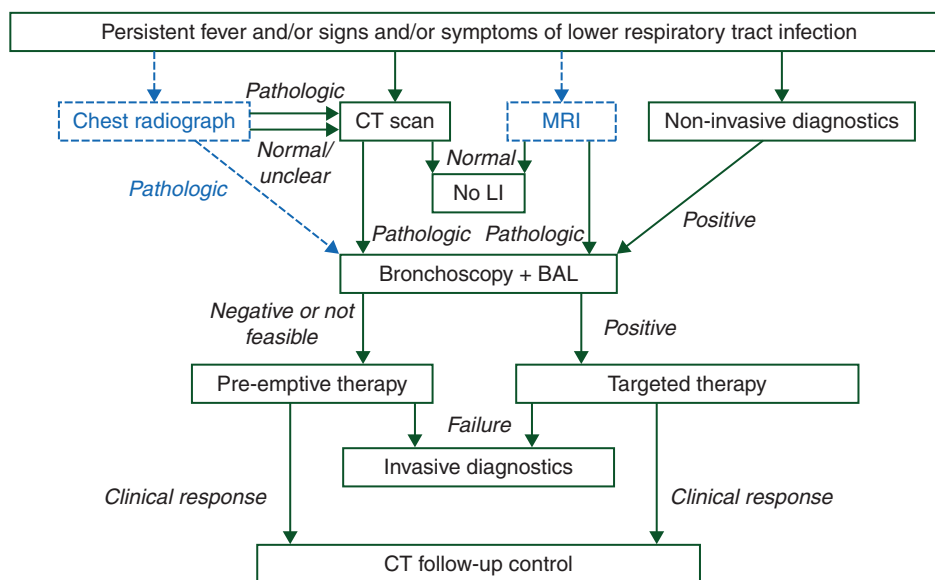 Persistent fever and/or signs and/or symptoms of lower respiratory tract infection
Pathologic
Chest radiograph
CT scan
MRI
Non-invasive diagnostics
Normal/
unclear
Normal
No LI
Pathologic
Positive
Pathologic
Pathologic
Bronchoscopy + BAL
Negative or not
feasible
Positive
Pre-emptive therapy
Targeted therapy
Failure
Invasive diagnostics
Clinical response
Clinical response
CT follow-up control